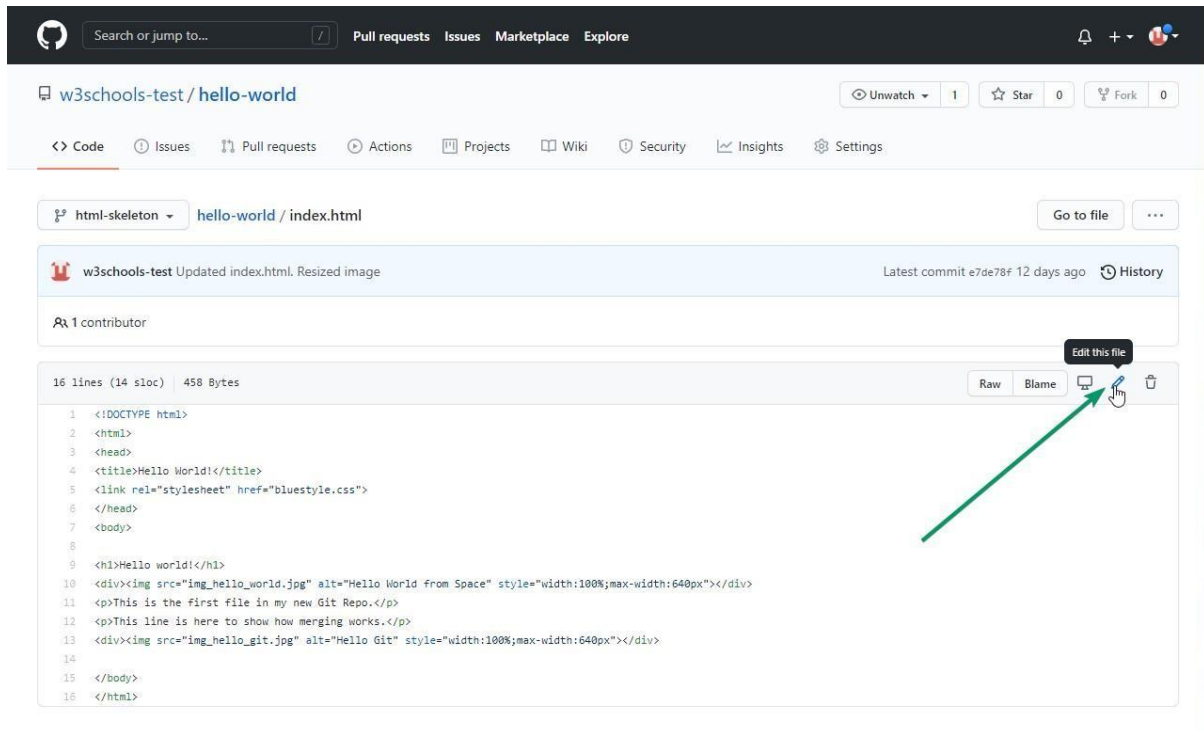 Search or jump to... / Pull requests Issues Marketplace Explore
w3schools-test / hello-world Unwatch 1 Star 0 Fork 0
<> Code Issues Pull requests Actions Projects Wiki Security Insights Settings
html-skeleton hello-world / index.html Go to file ...
w3schools-test Updated index.html. Resized image Latest commit e7de78f 12 days ago History
1 contributor
Edit this file
16 lines (14 sloc) 458 Bytes Raw Blame
1 <!DOCTYPE html>
2 <html>
3 <head>
4 <title>Hello World!</title>
5 <link rel="stylesheet" href="bluestyle.css">
6 </head>
7 <body>
8
9 <h1>Hello world!</h1>
10 <div><img src="img_hello_world.jpg" alt="Hello World from Space" style="width:100%;max-width:640px"></div>
11 <p>This is the first file in my new Git Repo.</p>
12 <p>This line is here to show how merging works.</p>
13 <div><img src="img_hello_git.jpg" alt="Hello Git" style="width:100%;max-width:640px"></div>
14
15 </body>
16 </html>